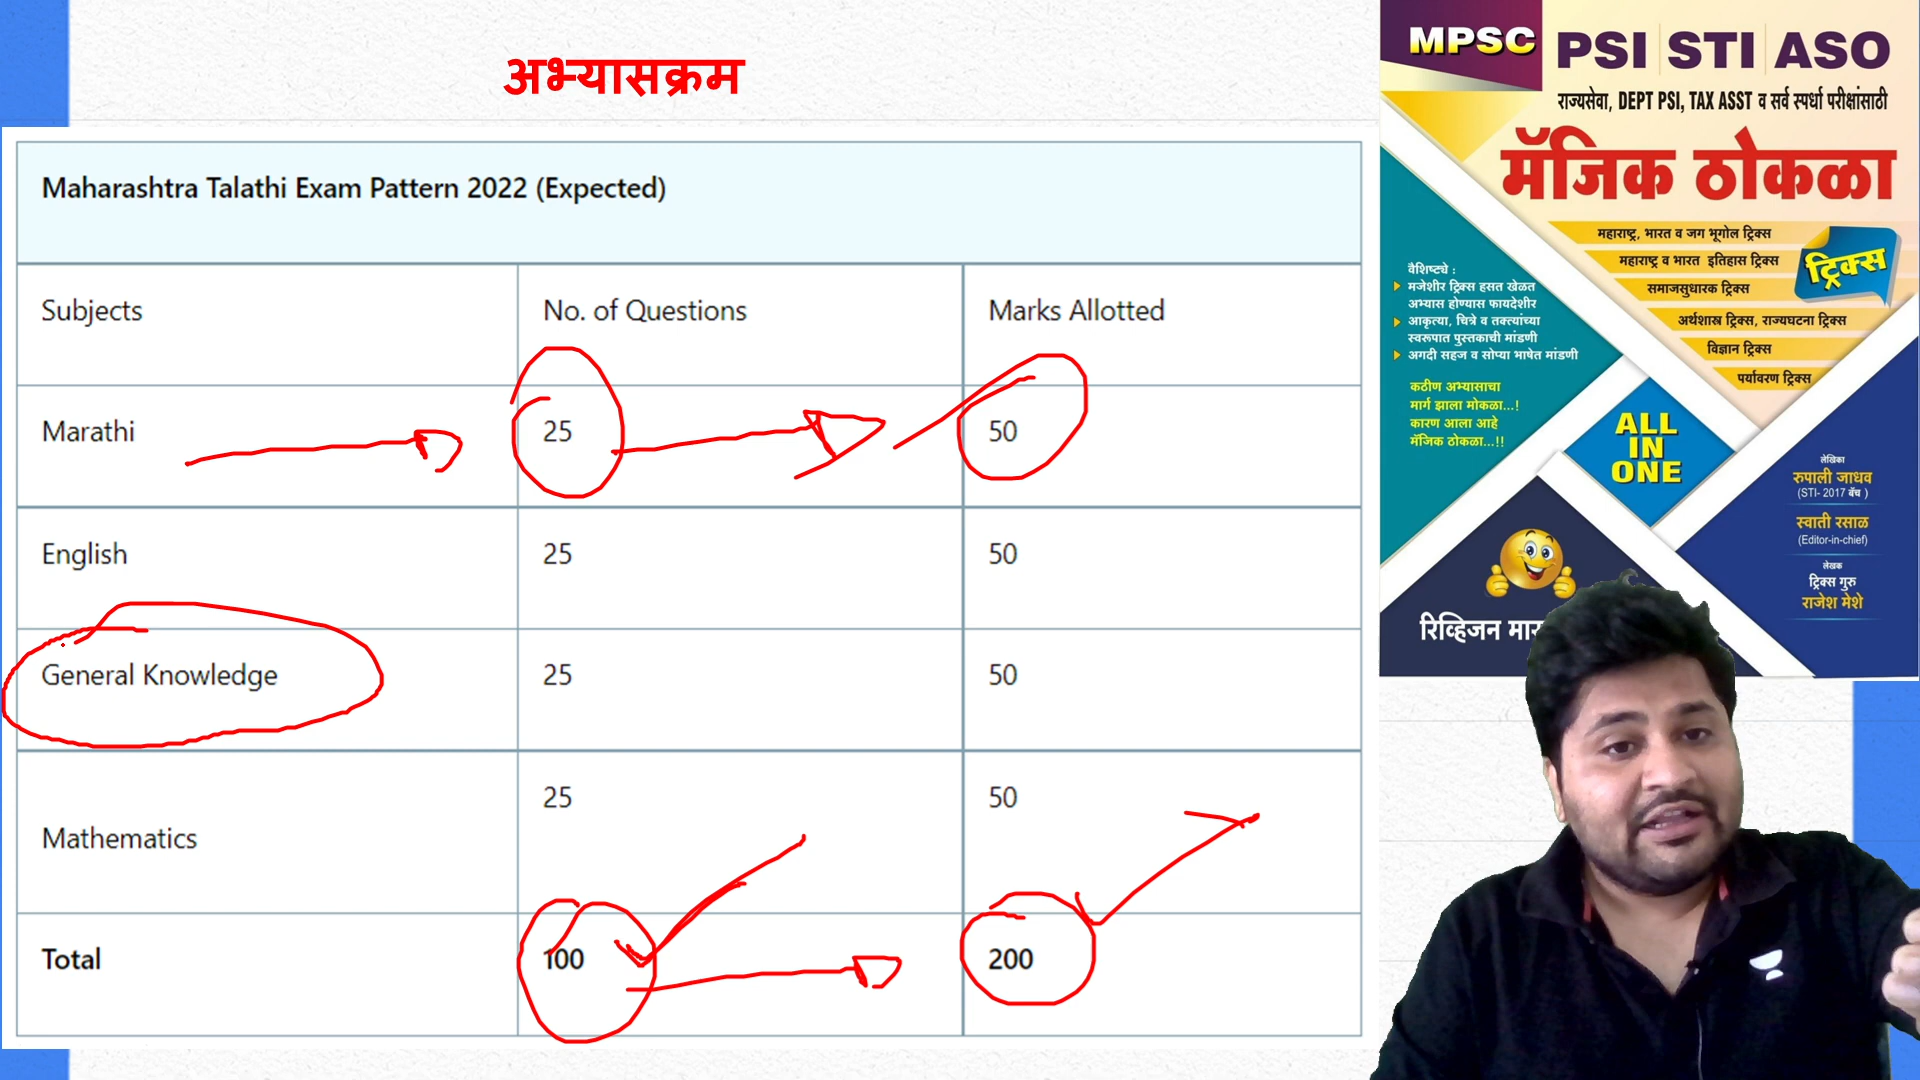 अभ्यासक्रम
Maharashtra Talathi Exam Pattern 2022 (Expected)
Subjects No. of Questions Marks Allotted
Marathi 25 50
English 25 50
General Knowledge 25 50
Mathematics 25 50
Total 100 200
MPSC PSI STI ASO
राज्यसेवा, DEPT PSI, TAX ASST व सर्व स्पर्धा परीक्षांसाठी
मॅजिक ठोकळा
महाराष्ट्र, भारत व जग भूगोल ट्रिक्स
महाराष्ट्र व भारत इतिहास ट्रिक्स
समाजसुधारक ट्रिक्स
अर्थशास्त्र ट्रिक्स, राज्यघटना ट्रिक्स
विज्ञान ट्रिक्स
पर्यावरण ट्रिक्स
ट्रिक्स
वैशिष्ट्ये :
मजेशीर ट्रिक्स हसत खेळत
अभ्यास होण्यास फायदेशीर
आकृत्या, चित्रे व तक्त्यांच्या
स्वरूपात पुस्तकाची मांडणी
अगदी सहज व सोप्या भाषेत मांडणी
कठीण अभ्यासाचा
मार्ग झाला मोकळा...!
कारण आला आहे
मॅजिक ठोकळा...!!
ALL
IN
ONE
लेखिका
रुपाली जाधव
(STI- 2017 बॅच )
स्वाती रसाळ
(Editor-in-chief)
लेखक
ट्रिक्स गुरु
राजेश मेशे
रिव्हिजन